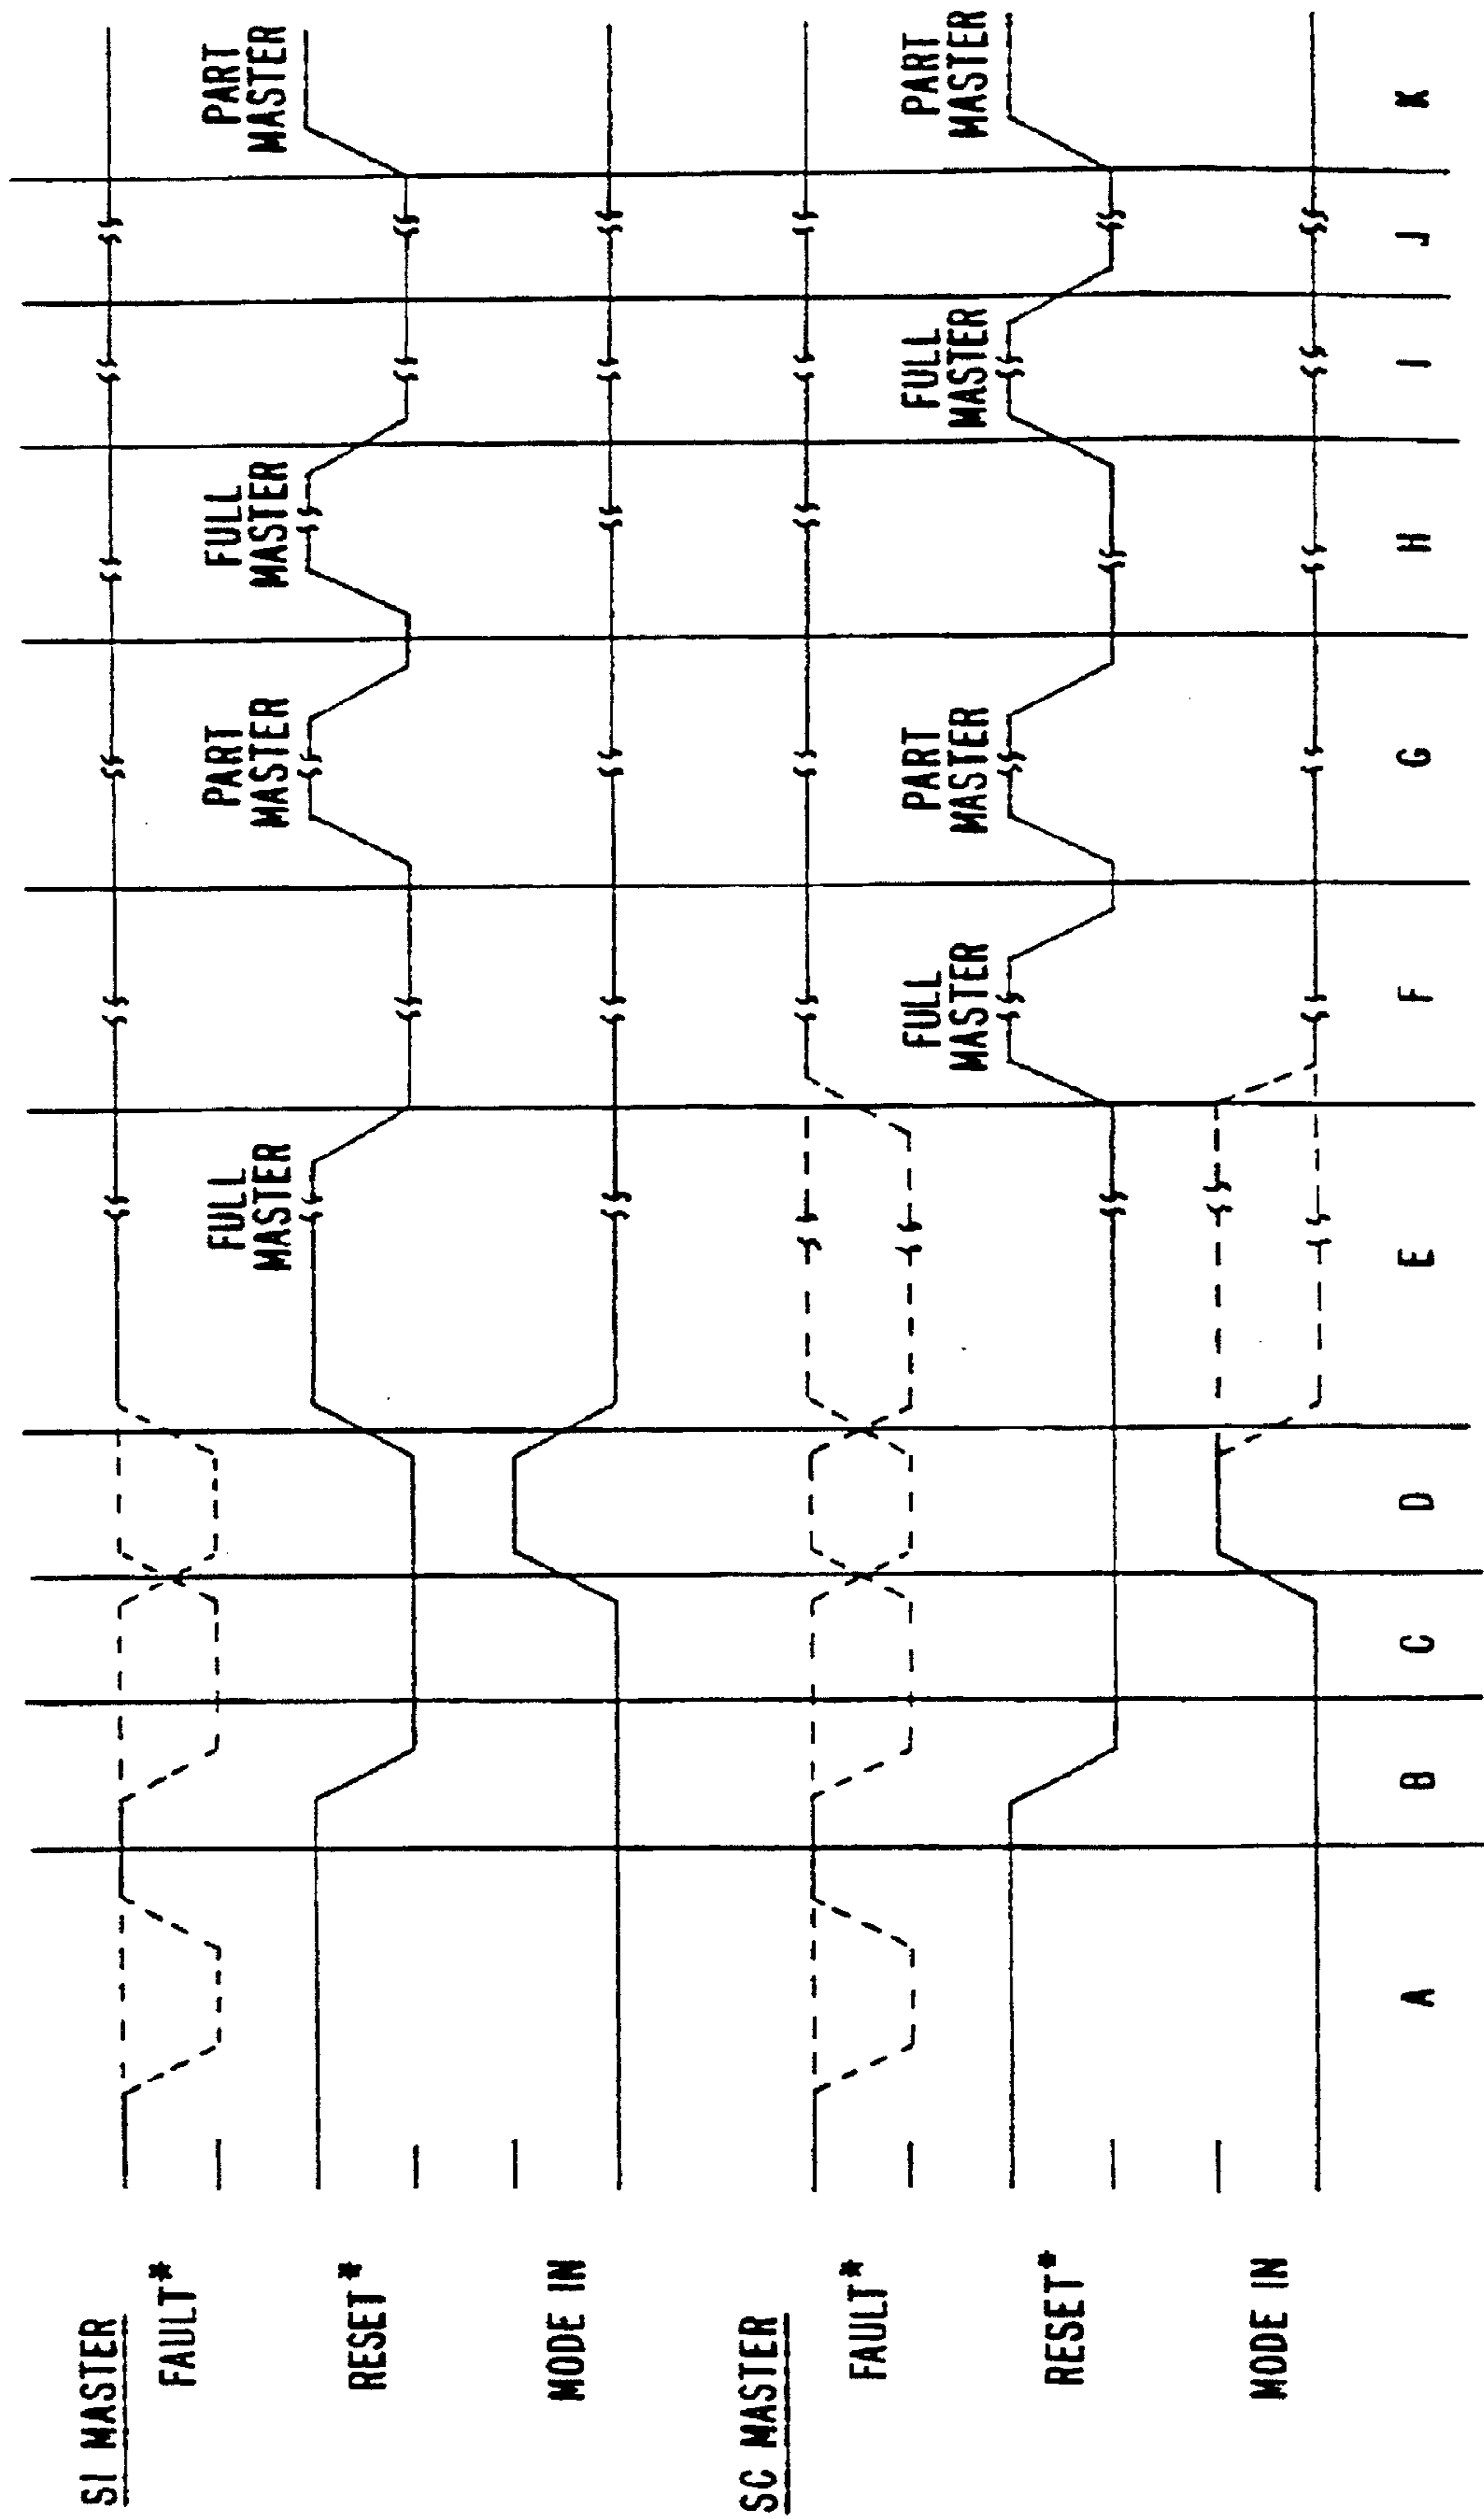 SI MASTER
FAULT*
RESET*
FULL
MASTER
PART
MASTER
FULL
MASTER
PART
MASTER
MODE IN
SC MASTER
FAULT*
RESET*
FULL
MASTER
PART
MASTER
FULL
MASTER
PART
MASTER
MODE IN
A B C D E F G H I J K